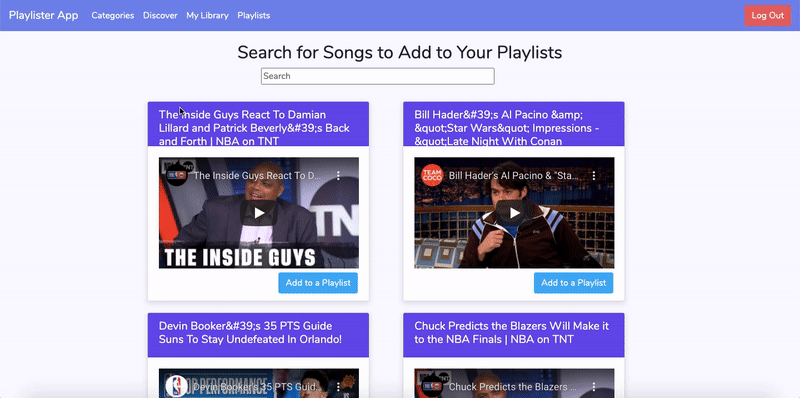 Playlister App Categories Discover My Library Playlists Log Out
Search for Songs to Add to Your Playlists
Search
The Inside Guys React To Damian
Lillard and Patrick Beverly&#39;s Back
and Forth | NBA on TNT
The Inside Guys React To D...
THE INSIDE GUYS
Add to a Playlist
Bill Hader&#39;s Al Pacino &amp;
&quot;Star Wars&quot; Impressions -
&quot;Late Night With Conan
TEAM
COCO
Bill Hader's Al Pacino & "Sta...
Add to a Playlist
Devin Booker&#39;s 35 PTS Guide
Suns To Stay Undefeated In Orlando!
Devin Booker's 35 PTS Guid...
TOP PERFORMANCE
Chuck Predicts the Blazers Will Make it
to the NBA Finals | NBA on TNT
Chuck Predicts the Blazers ...